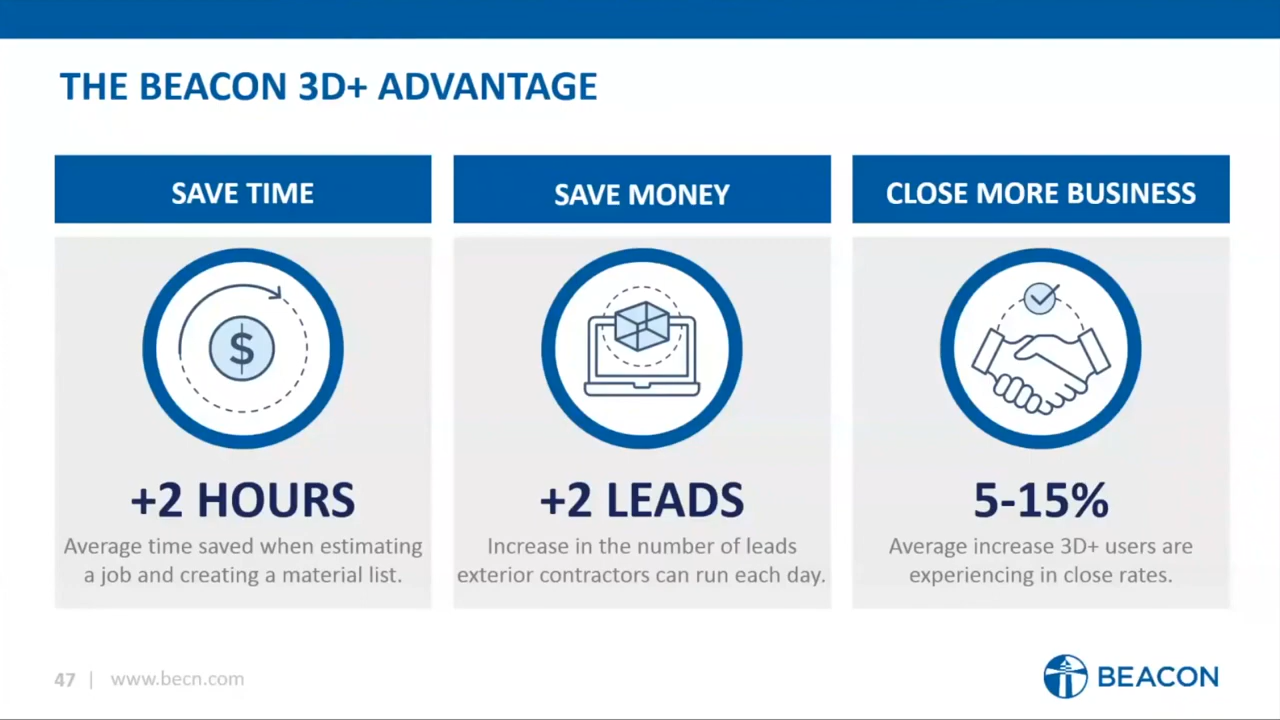 THE BEACON 3D+ ADVANTAGE
SAVE TIME
$
+2 HOURS
Average time saved when estimating
a job and creating a material list.
SAVE MONEY
+2 LEADS
Increase in the number of leads
exterior contractors can run each day.
CLOSE MORE BUSINESS
5-15%
Average increase 3D+ users are
experiencing in close rates.
47 | www.becn.com
BEACON